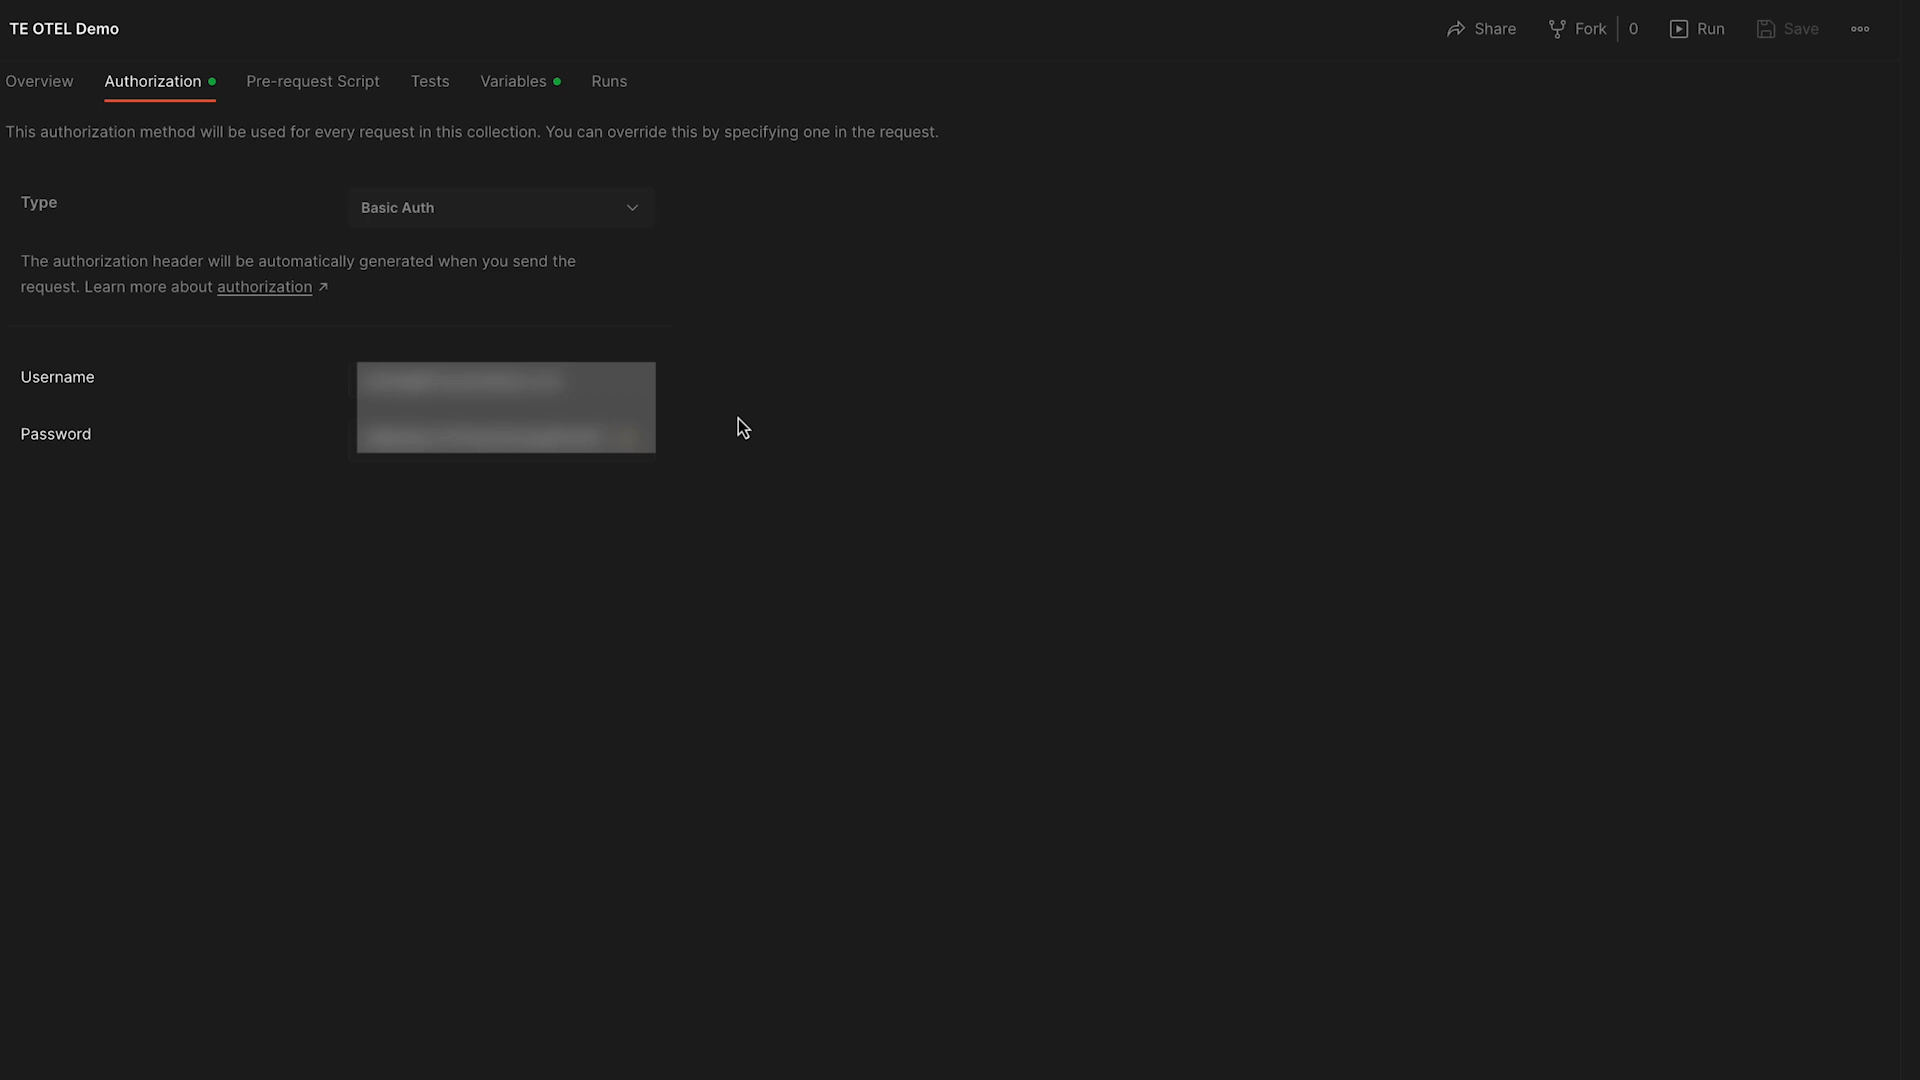 TE OTEL Demo
Share Fork 0 Run Save
Overview Authorization Pre-request Script Tests Variables Runs
This authorization method will be used for every request in this collection. You can override this by specifying one in the request.
Type Basic Auth
The authorization header will be automatically generated when you send the
request. Learn more about authorization ↗
Username
Password